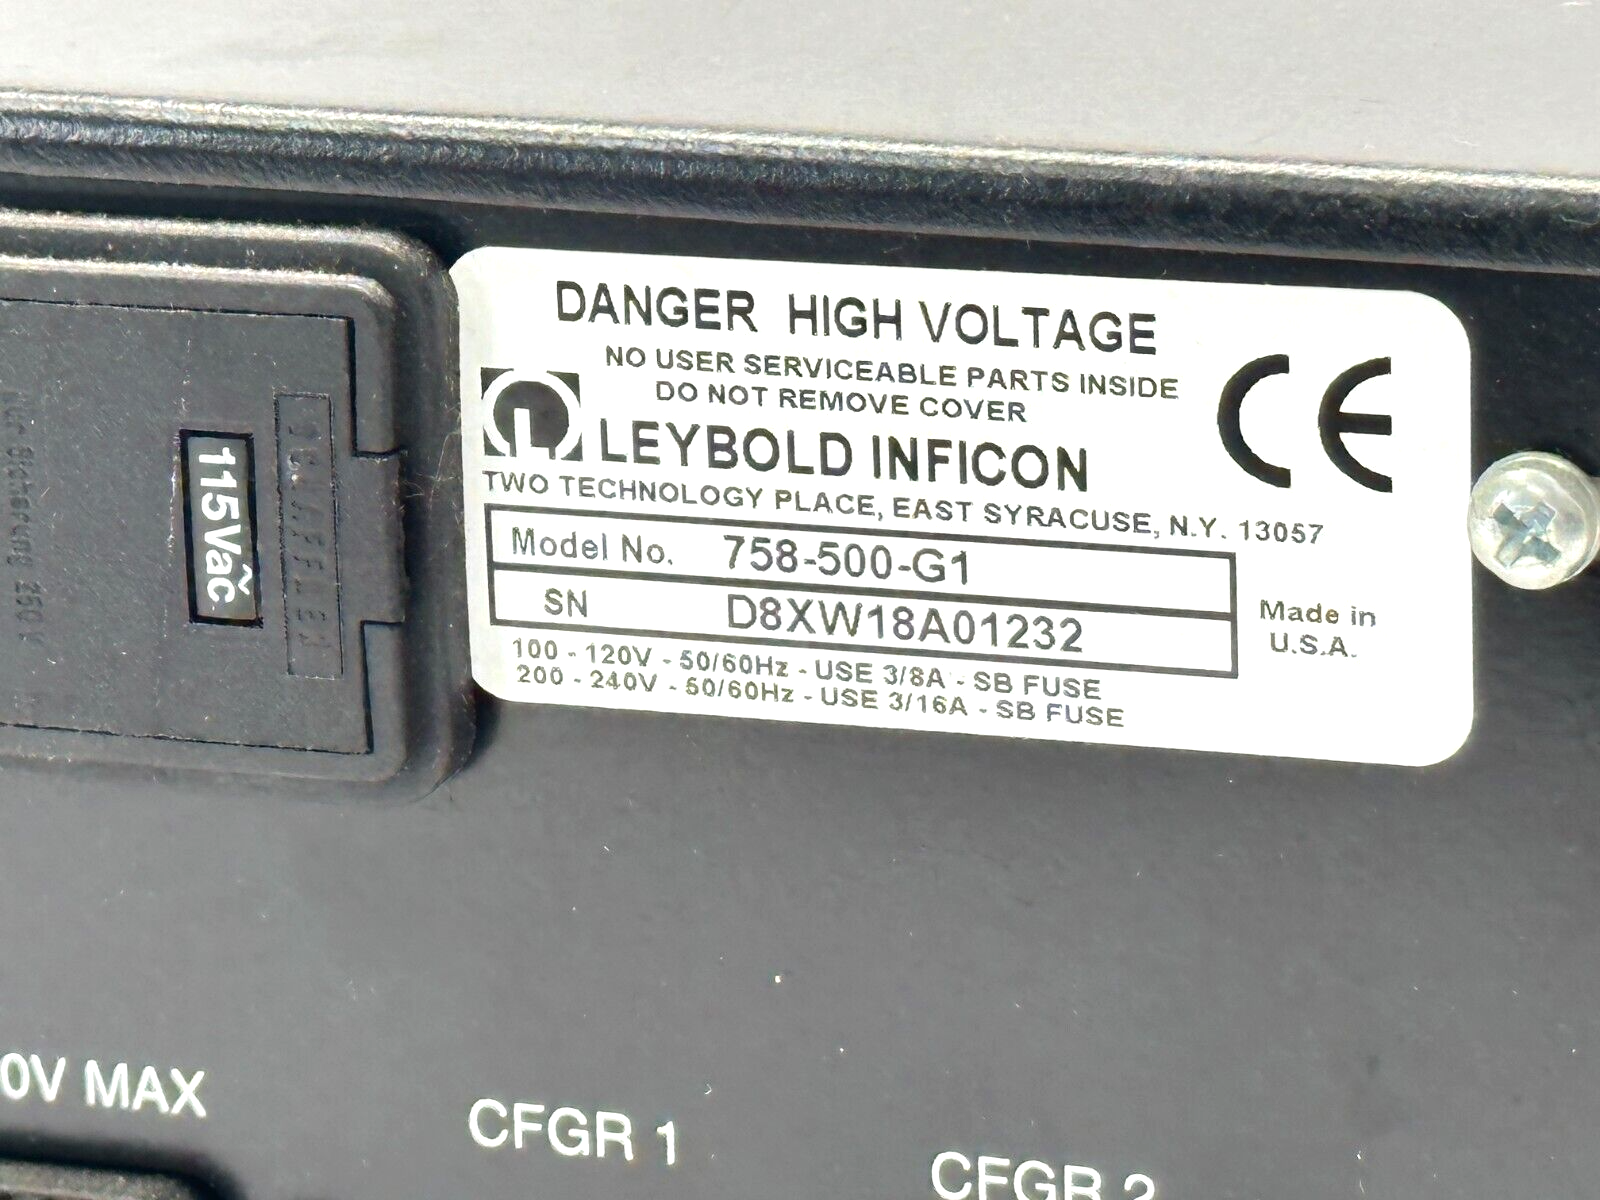 DANGER HIGH VOLTAGE
NO USER SERVICEABLE PARTS INSIDE
DO NOT REMOVE COVER
LEYBOLD INFICON
TWO TECHNOLOGY PLACE, EAST SYRACUSE, N.Y. 13057
CE
Model No. 758-500-G1
SN D8XW18A01232
Made in
U.S.A.
100 - 120V - 50/60Hz - USE 3/8A - SB FUSE
200 - 240V - 50/60Hz - USE 3/16A - SB FUSE
115Vac
250V
0V MAX
CFGR 1
CFGR 2